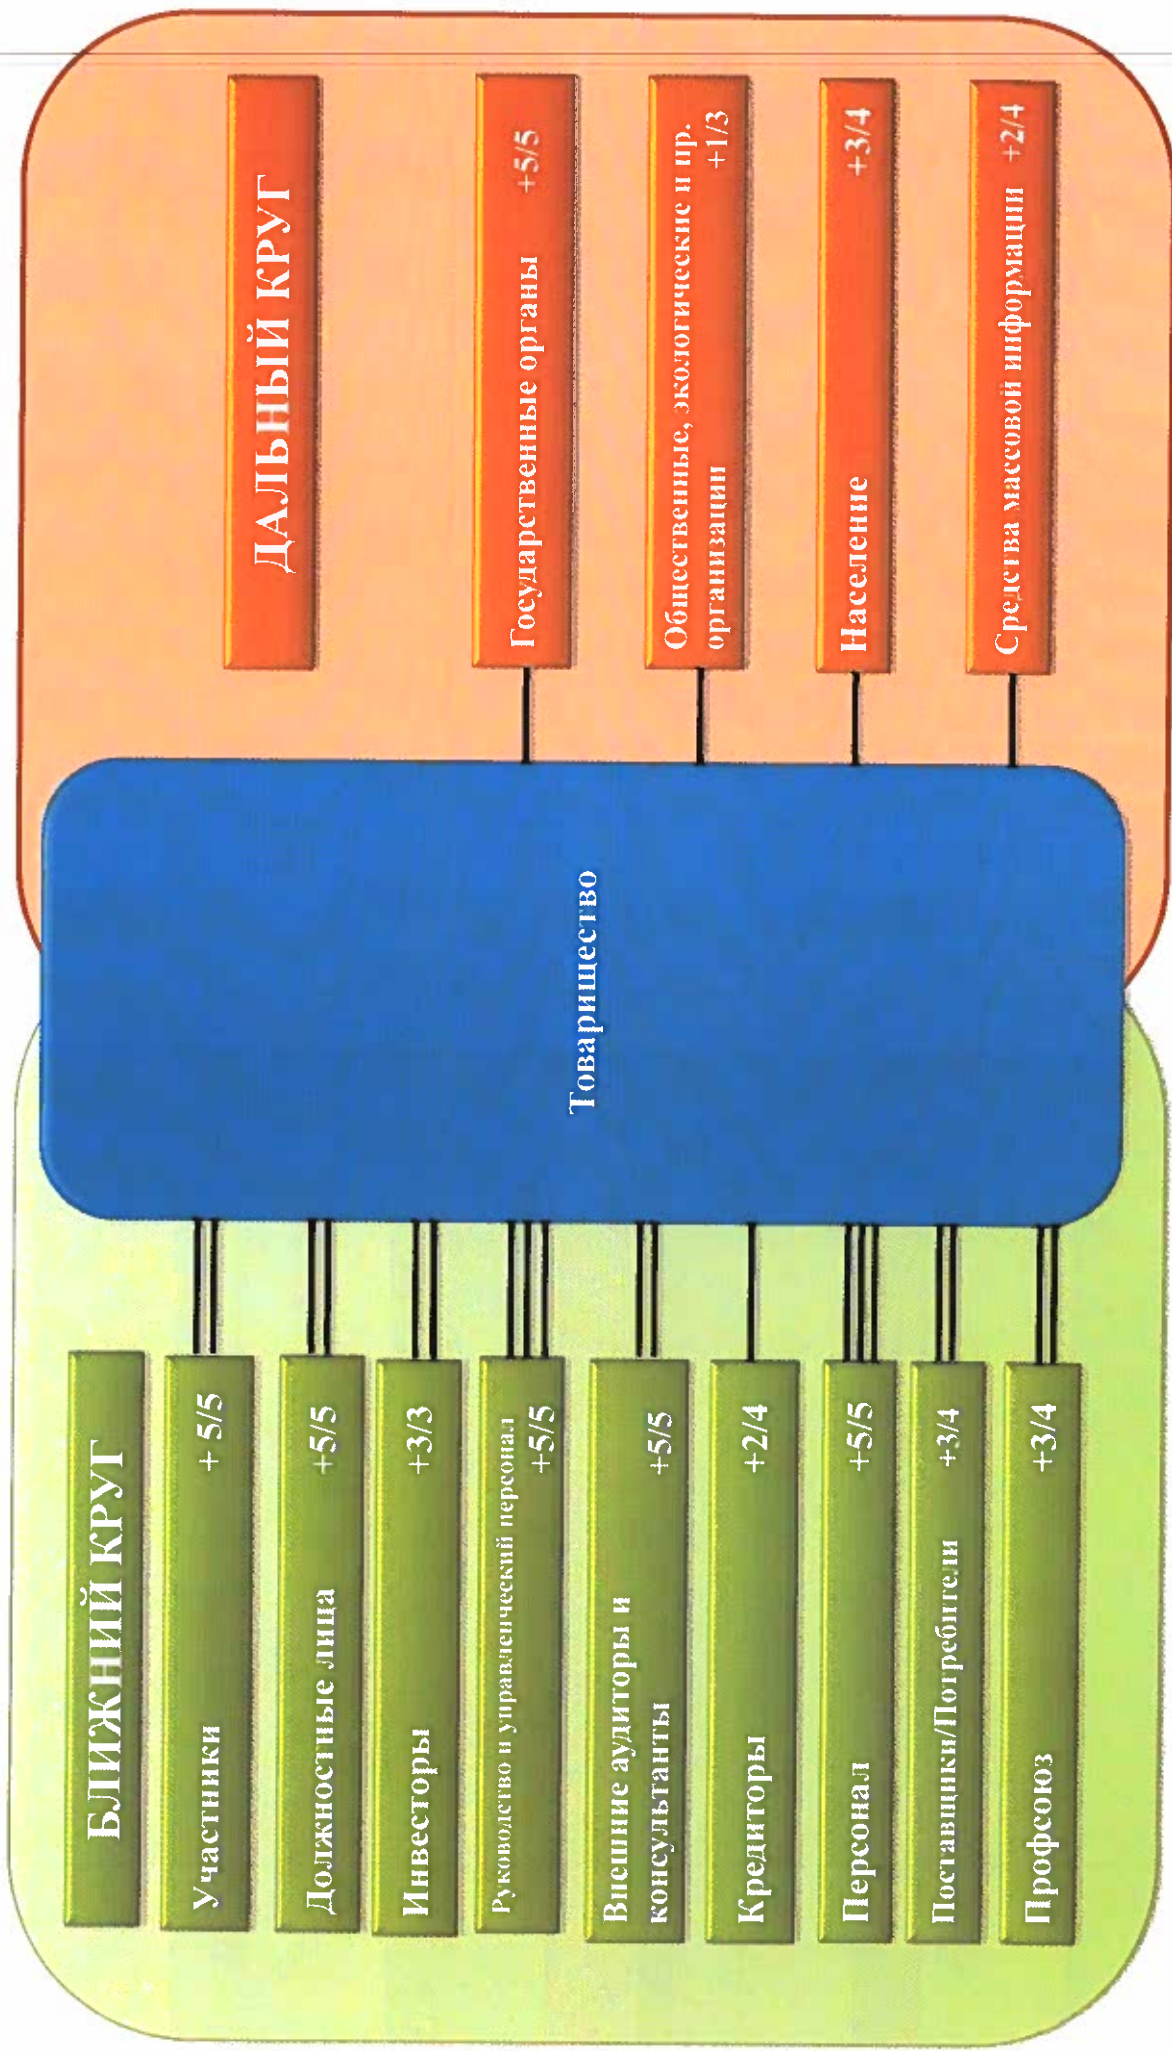 БЛИЖНИЙ КРУГ
Участники + 5/5
Должностные лица +5/5
Инвесторы +3/3
Руководство и управленческий персонал
+5/5
Внешние аудиторы и
консультанты +5/5
Кредиторы +2/4
Персонал +5/5
Поставщики/Потребители +3/4
Профсоюз +3/4
Товарищество
ДАЛЬНЫЙ КРУГ
Государственные органы +5/5
Общественные, экологические и пр.
организации +1/3
Население +3/4
Средства массовой информации +2/4